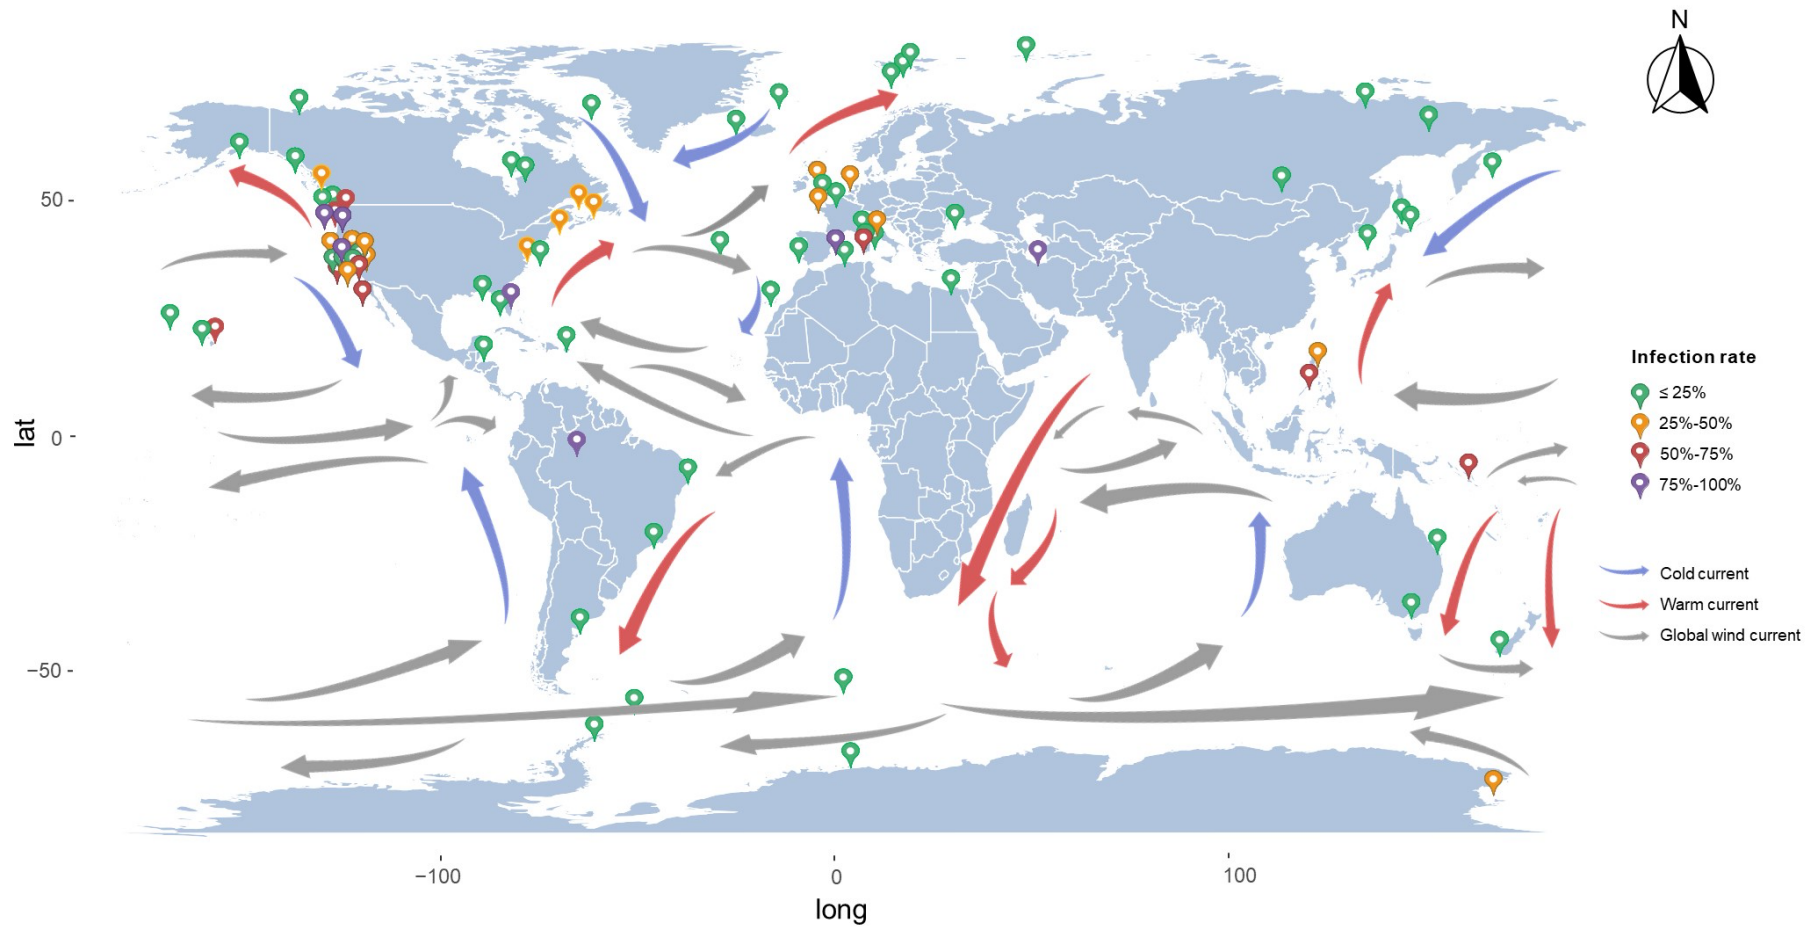 N
50
0
−50
lat
−100
0
100
long
Infection rate
≤ 25%
25%-50%
50%-75%
75%-100%
Cold current
Warm current
Global wind current